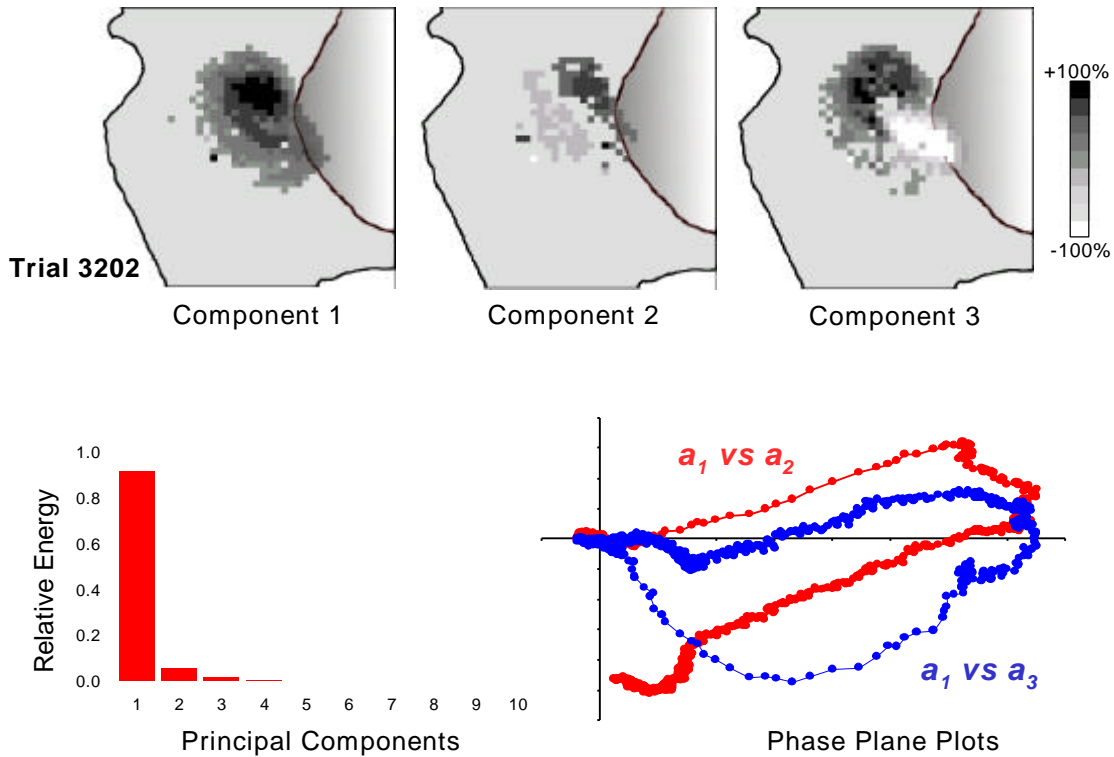 +100%
-100%
Trial 3202
Component 1
Component 2
Component 3
Relative Energy
1.0
0.8
0.6
0.4
0.2
0.0
1 2 3 4 5 6 7 8 9 10
Principal Components
a1 vs a2
a1 vs a3
Phase Plane Plots